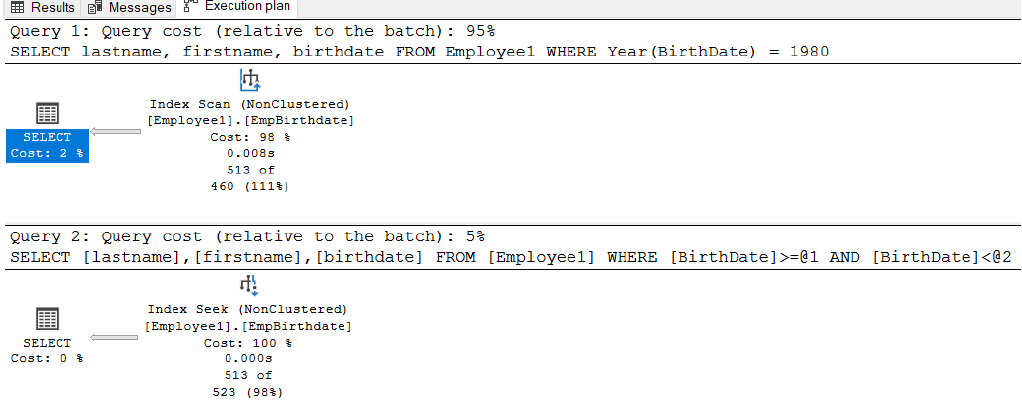 Results Messages Execution plan
Query 1: Query cost (relative to the batch): 95%
SELECT lastname, firstname, birthdate FROM Employee1 WHERE Year(BirthDate) = 1980
Index Scan (NonClustered)
[Employee1].[EmpBirthdate]
Cost: 98 %
0.008s
513 of
460 (111%)
SELECT
Cost: 2 %
Query 2: Query cost (relative to the batch): 5%
SELECT [lastname],[firstname],[birthdate] FROM [Employee1] WHERE [BirthDate]>=@1 AND [BirthDate]<@2
Index Seek (NonClustered)
[Employee1].[EmpBirthdate]
Cost: 100 %
0.000s
513 of
523 (98%)
SELECT
Cost: 0 %